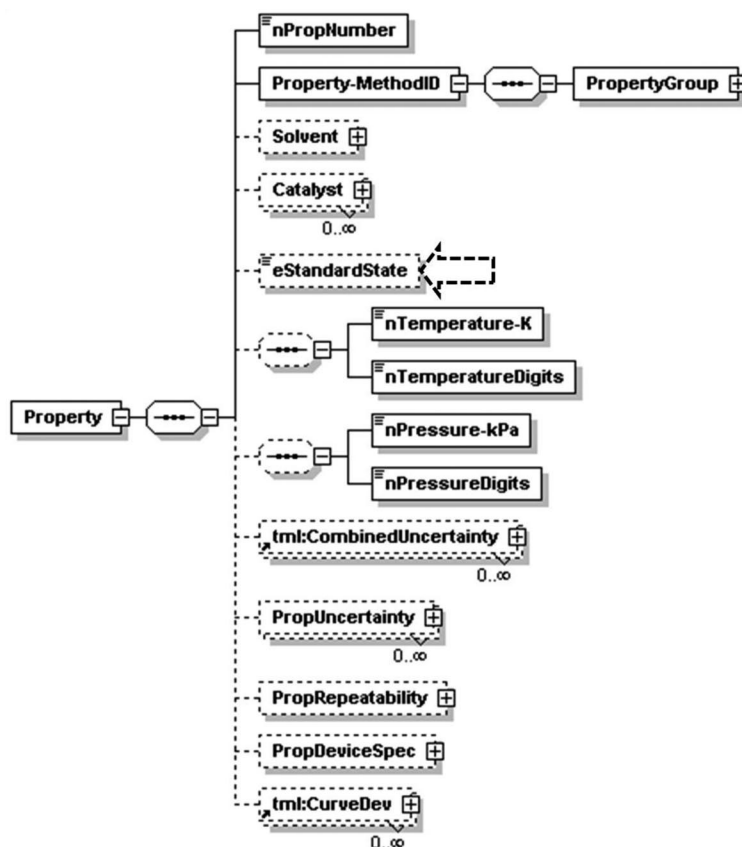 nPropNumber
Property-MethodID PropertyGroup
Solvent
Catalyst
0..∞
eStandardState
nTemperature-K
nTemperatureDigits
Property
nPressure-kPa
nPressureDigits
tml:CombinedUncertainty
0..∞
PropUncertainty
0..∞
PropRepeatability
PropDeviceSpec
tml:CurveDev
0..∞